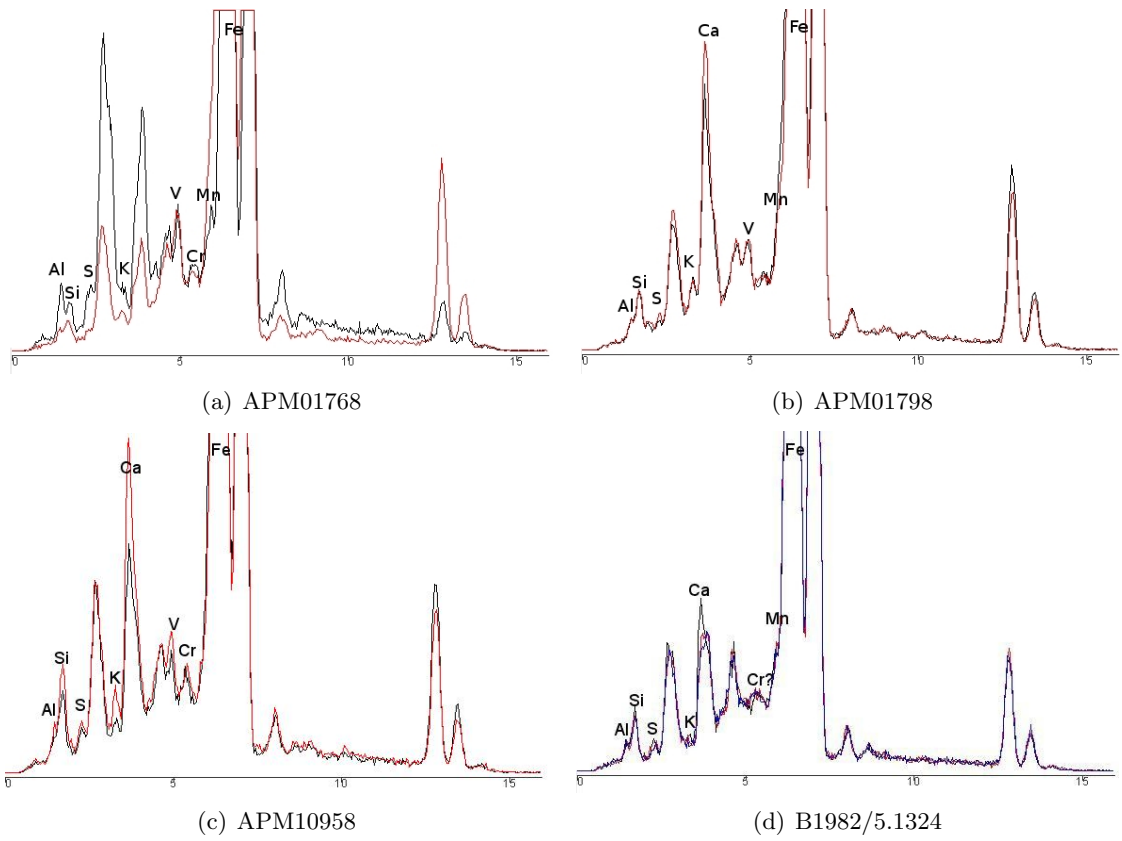 Fe
V
Mn
Al
Si
S
K
Cr
0 5 10 15
(a) APM01768
Fe
Ca
Mn
V
K
Si
Al
S
0 5 10 15
(b) APM01798
Fe
Ca
V
Cr
Si
K
Al
S
0 5 10 15
(c) APM10958
Fe
Ca
Mn
Cr?
Si
Al
S
K
0 5 10 15
(d) B1982/5.1324